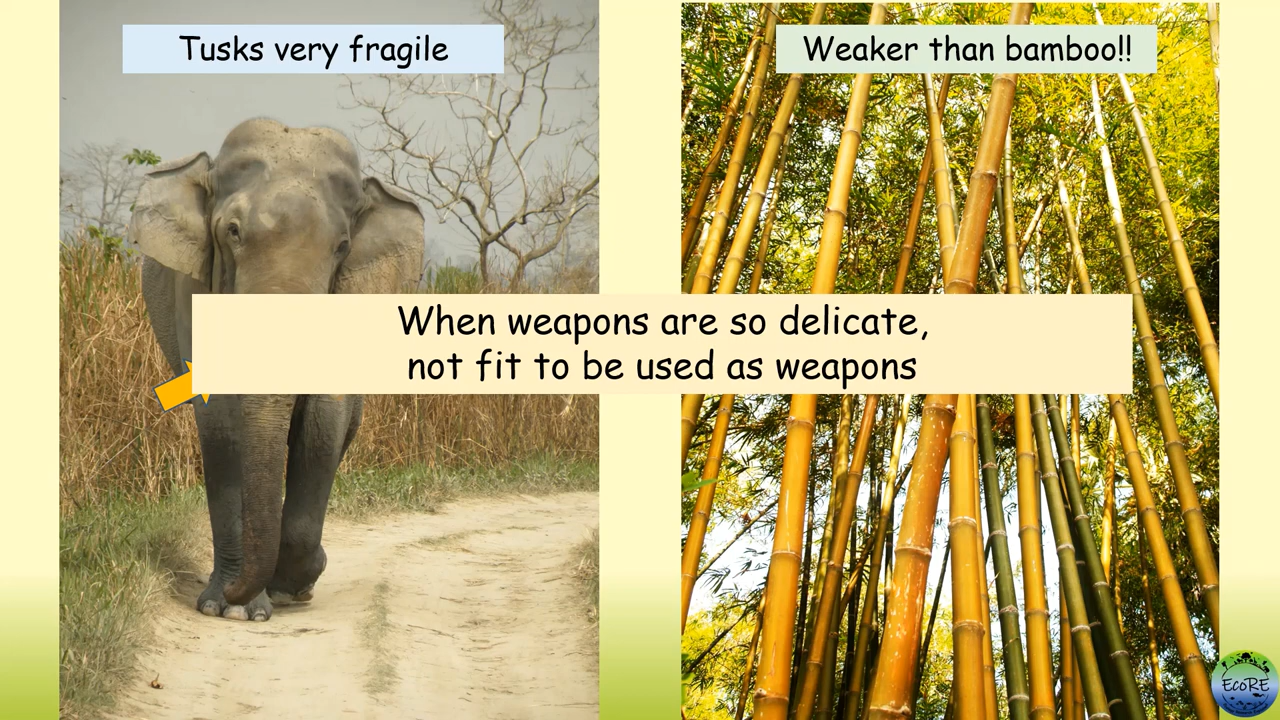 Tusks very fragile
Weaker than bamboo!!
When weapons are so delicate,
not fit to be used as weapons
EcoRE